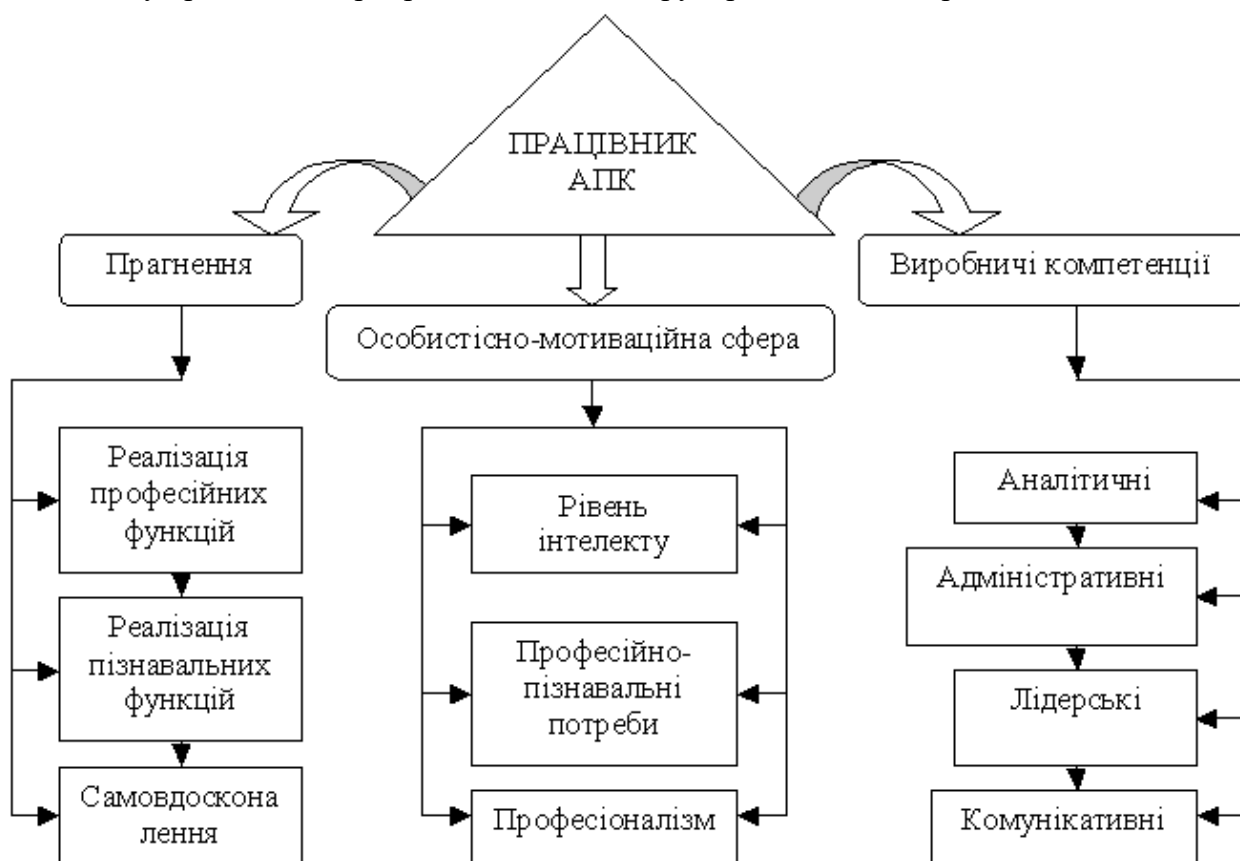 ПРАЦІВНИК
АПК
Прагнення
Виробничі компетенції
Особистісно-мотиваційна сфера
Реалізація
професійних
функцій
Реалізація
пізнавальних
функцій
Самовдоскона
лення
Рівень
інтелекту
Професійно-
пізнавальні
потреби
Професіоналізм
Аналітичні
Адміністративні
Лідерські
Комунікативні